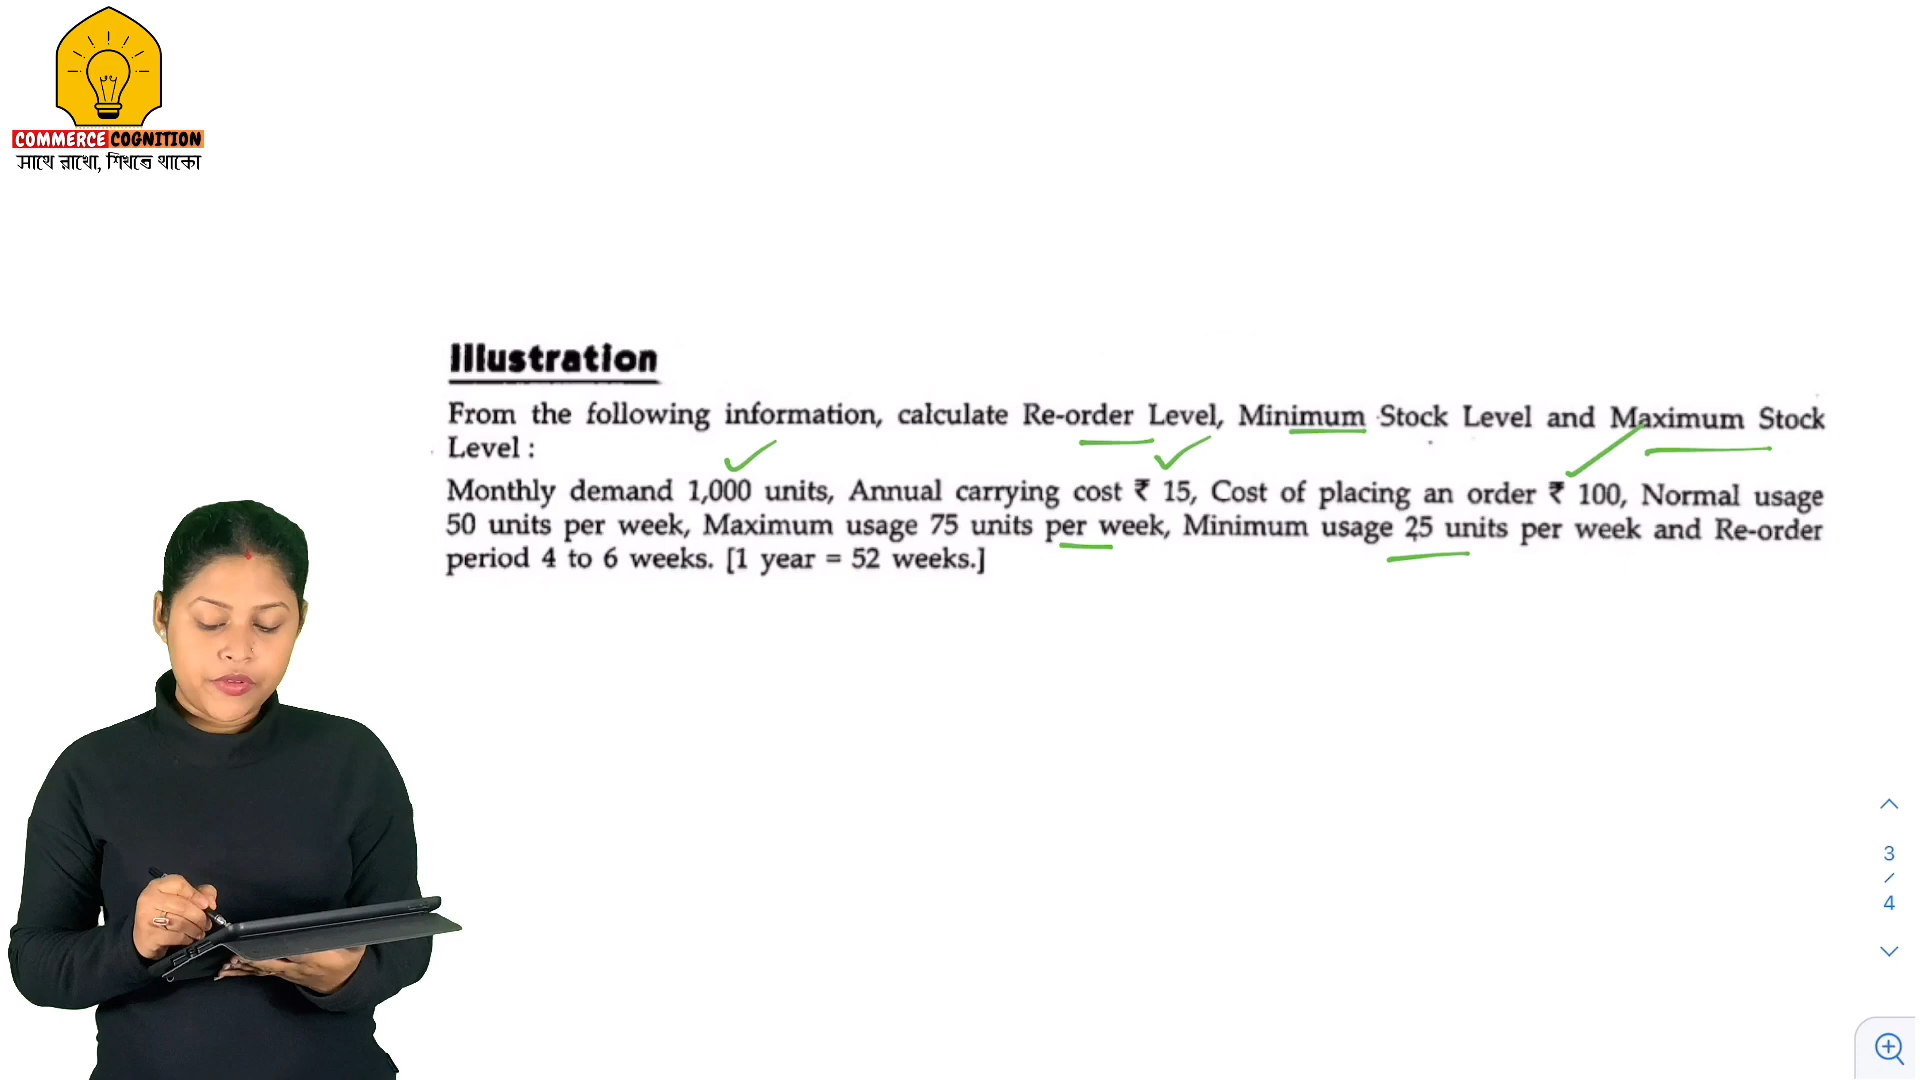 COMMERCE COGNITION
সাথে রাখো, শিখতে থাকো
Illustration
From the following information, calculate Re-order Level, Minimum Stock Level and Maximum Stock
Level :
Monthly demand 1,000 units, Annual carrying cost ₹ 15, Cost of placing an order ₹ 100, Normal usage
50 units per week, Maximum usage 75 units per week, Minimum usage 25 units per week and Re-order
period 4 to 6 weeks. [1 year = 52 weeks.]
3
/
4